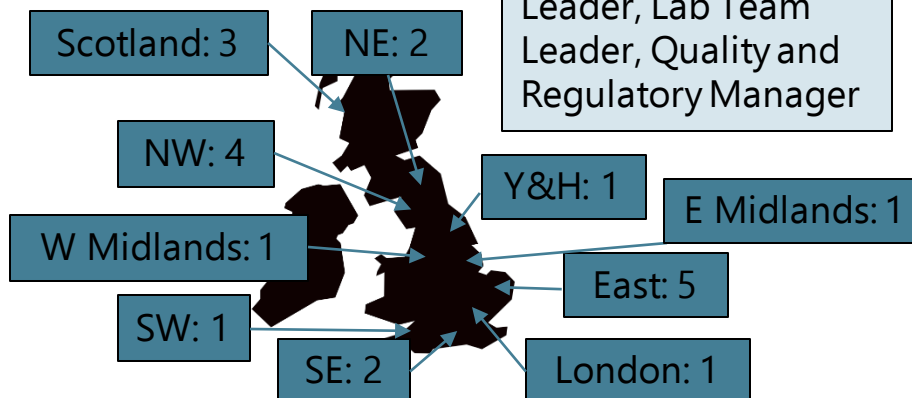 Leader, Lab Team
Leader, Quality and
Regulatory Manager
Scotland: 3
NE: 2
NW: 4
Y&H: 1
E Midlands: 1
W Midlands: 1
East: 5
SW: 1
SE: 2
London: 1